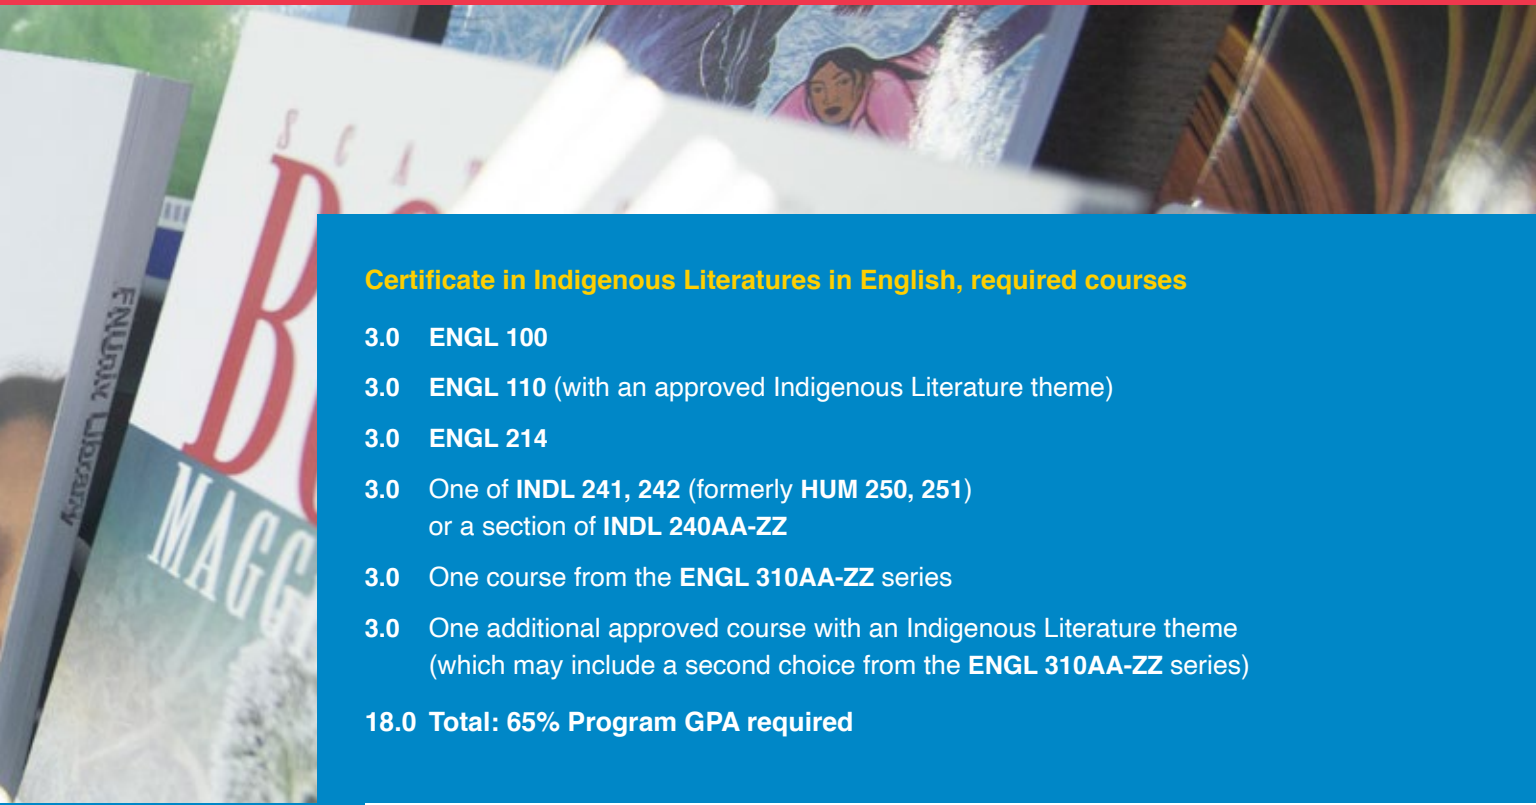 SCA
B
MAGG
FNUniv Library
Certificate in Indigenous Literatures in English, required courses
3.0 ENGL 100
3.0 ENGL 110 (with an approved Indigenous Literature theme)
3.0 ENGL 214
3.0 One of INDL 241, 242 (formerly HUM 250, 251)
or a section of INDL 240AA-ZZ
3.0 One course from the ENGL 310AA-ZZ series
3.0 One additional approved course with an Indigenous Literature theme
(which may include a second choice from the ENGL 310AA-ZZ series)
18.0 Total: 65% Program GPA required